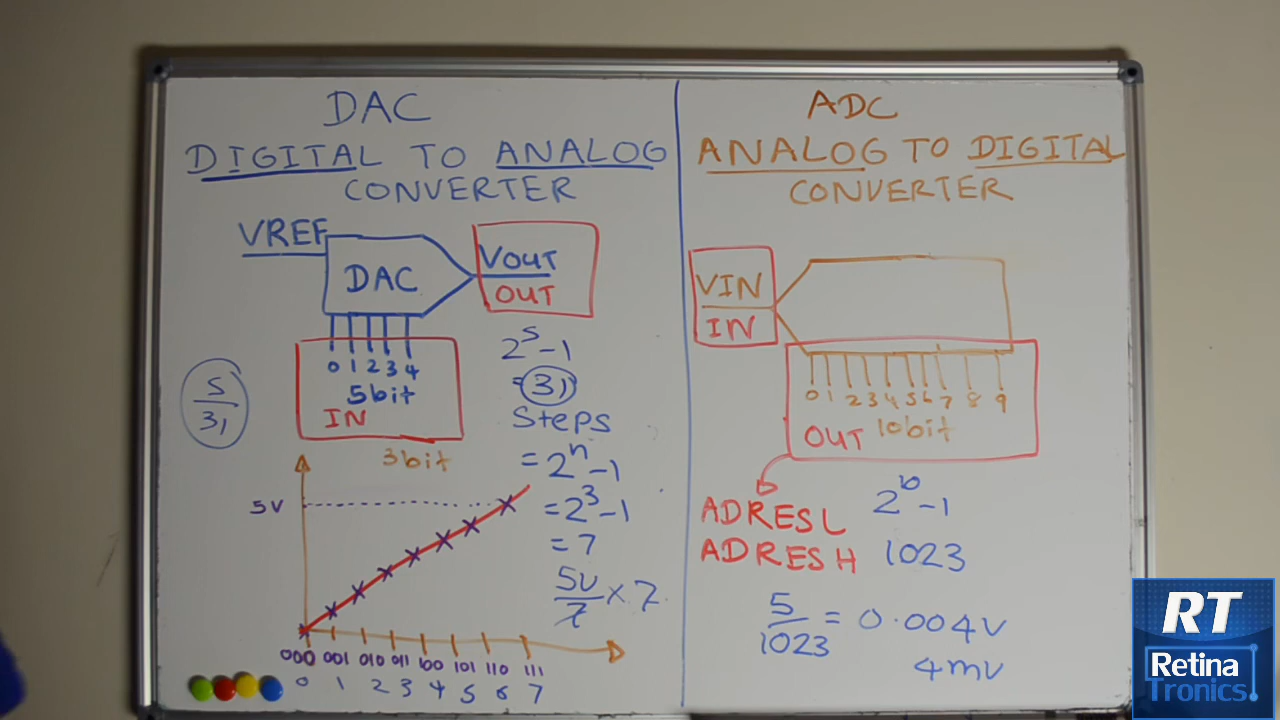 DAC
DIGITAL TO ANALOG
CONVERTER
VREF
DAC
VOUT
OUT
0 1 2 3 4
5bit
IN
5
31
2^5-1
=31
Steps
=2^n-1
=2^3-1
=7
5V/7 x 7
3bit
5V
000 001 010 011 100 101 110 111
0 1 2 3 4 5 6 7
ADC
ANALOG TO DIGITAL
CONVERTER
VIN
IN
0 1 2 3 4 5 6 7 8 9
OUT 10bit
ADRESL
ADRESH
2^10-1
1023
5/1023 = 0.004V
4mV
RT
Retina
Tronics